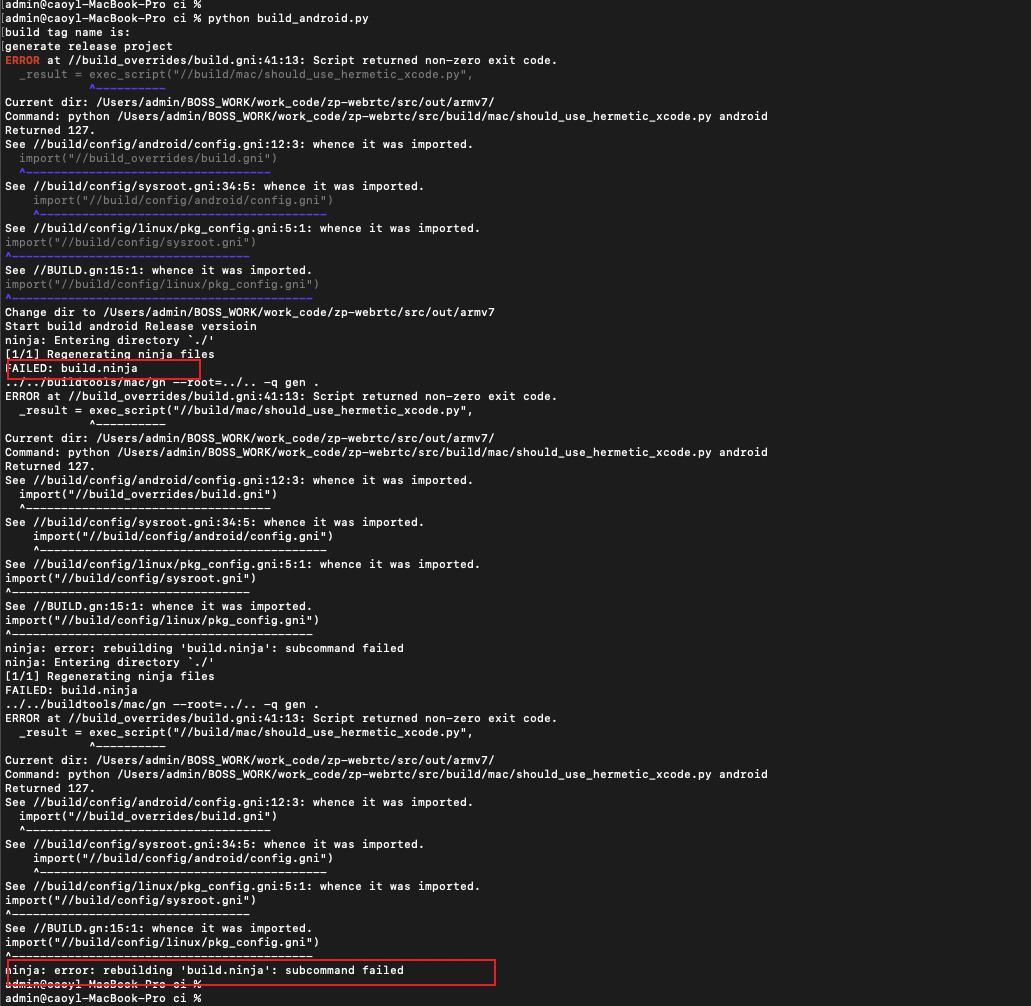 [admin@caoyl-MacBook-Pro ci %
[admin@caoyl-MacBook-Pro ci % python build_android.py
[build tag name is:
[generate release project
ERROR at //build_overrides/build.gni:41:13: Script returned non-zero exit code.
  _result = exec_script("//build/mac/should_use_hermetic_xcode.py",
            ^----------
Current dir: /Users/admin/BOSS_WORK/work_code/zp-webrtc/src/out/armv7/
Command: python /Users/admin/BOSS_WORK/work_code/zp-webrtc/src/build/mac/should_use_hermetic_xcode.py android
Returned 127.
See //build/config/android/config.gni:12:3: whence it was imported.
  import("//build_overrides/build.gni")
  ^-----------------------------------
See //build/config/sysroot.gni:34:5: whence it was imported.
    import("//build/config/android/config.gni")
    ^-----------------------------------------
See //build/config/linux/pkg_config.gni:5:1: whence it was imported.
import("//build/config/sysroot.gni")
^----------------------------------
See //BUILD.gn:15:1: whence it was imported.
import("//build/config/linux/pkg_config.gni")
^-------------------------------------------
Change dir to /Users/admin/BOSS_WORK/work_code/zp-webrtc/src/out/armv7
Start build android Release versioin
ninja: Entering directory `./'
[1/1] Regenerating ninja files
FAILED: build.ninja
../../buildtools/mac/gn --root=../.. -q gen .
ERROR at //build_overrides/build.gni:41:13: Script returned non-zero exit code.
  _result = exec_script("//build/mac/should_use_hermetic_xcode.py",
            ^----------
Current dir: /Users/admin/BOSS_WORK/work_code/zp-webrtc/src/out/armv7/
Command: python /Users/admin/BOSS_WORK/work_code/zp-webrtc/src/build/mac/should_use_hermetic_xcode.py android
Returned 127.
See //build/config/android/config.gni:12:3: whence it was imported.
  import("//build_overrides/build.gni")
  ^-----------------------------------
See //build/config/sysroot.gni:34:5: whence it was imported.
    import("//build/config/android/config.gni")
    ^-----------------------------------------
See //build/config/linux/pkg_config.gni:5:1: whence it was imported.
import("//build/config/sysroot.gni")
^----------------------------------
See //BUILD.gn:15:1: whence it was imported.
import("//build/config/linux/pkg_config.gni")
^-------------------------------------------
ninja: error: rebuilding 'build.ninja': subcommand failed
ninja: Entering directory `./'
[1/1] Regenerating ninja files
FAILED: build.ninja
../../buildtools/mac/gn --root=../.. -q gen .
ERROR at //build_overrides/build.gni:41:13: Script returned non-zero exit code.
  _result = exec_script("//build/mac/should_use_hermetic_xcode.py",
            ^----------
Current dir: /Users/admin/BOSS_WORK/work_code/zp-webrtc/src/out/armv7/
Command: python /Users/admin/BOSS_WORK/work_code/zp-webrtc/src/build/mac/should_use_hermetic_xcode.py android
Returned 127.
See //build/config/android/config.gni:12:3: whence it was imported.
  import("//build_overrides/build.gni")
  ^-----------------------------------
See //build/config/sysroot.gni:34:5: whence it was imported.
    import("//build/config/android/config.gni")
    ^-----------------------------------------
See //build/config/linux/pkg_config.gni:5:1: whence it was imported.
import("//build/config/sysroot.gni")
^----------------------------------
See //BUILD.gn:15:1: whence it was imported.
import("//build/config/linux/pkg_config.gni")
^-------------------------------------------
ninja: error: rebuilding 'build.ninja': subcommand failed
admin@caoyl-MacBook-Pro ci %
admin@caoyl-MacBook-Pro ci %